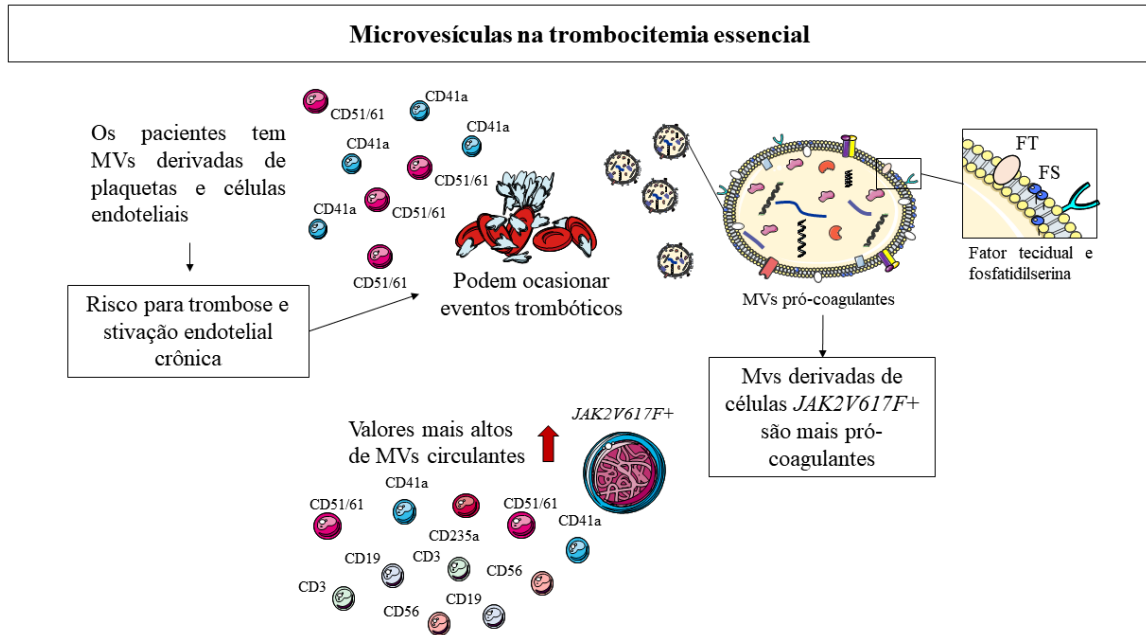 Microvesículas na trombocitemia essencial
Os pacientes tem
MVs derivadas de
plaquetas e células
endoteliais
Risco para trombose e
stivação endotelial
crônica
CD51/61
CD41a
CD41a
CD41a
CD51/61
CD41a
CD51/61
CD51/61
Podem ocasionar
eventos trombóticos
MVs pró-coagulantes
FT
FS
Fator tecidual e
fosfatidilserina
Mvs derivadas de
células JAK2V617F+
são mais pró-
coagulantes
JAK2V617F+
Valores mais altos
de MVs circulantes
CD41a
CD51/61
CD51/61
CD41a
CD235a
CD19
CD3
CD56
CD3
CD56
CD19